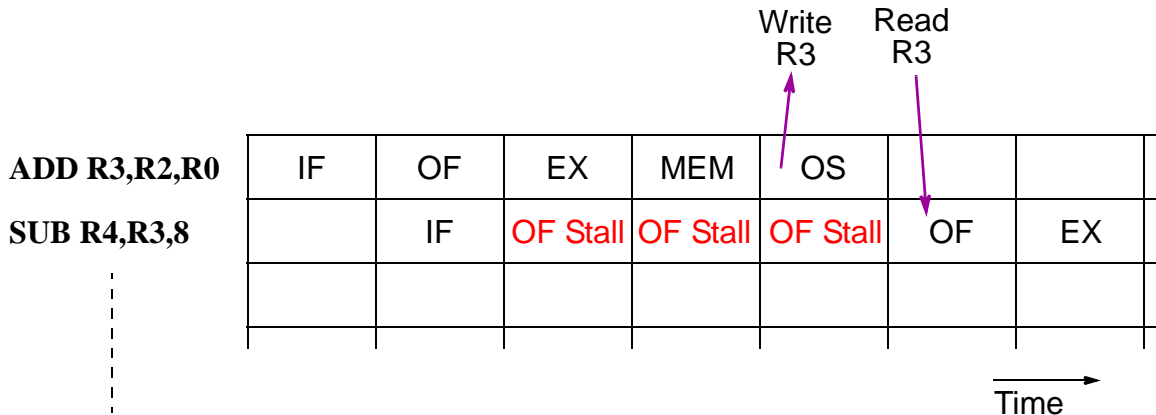 Write R3
Read R3
ADD R3,R2,R0 IF OF EX MEM OS
SUB R4,R3,8 IF OF Stall OF Stall OF Stall OF EX
Time